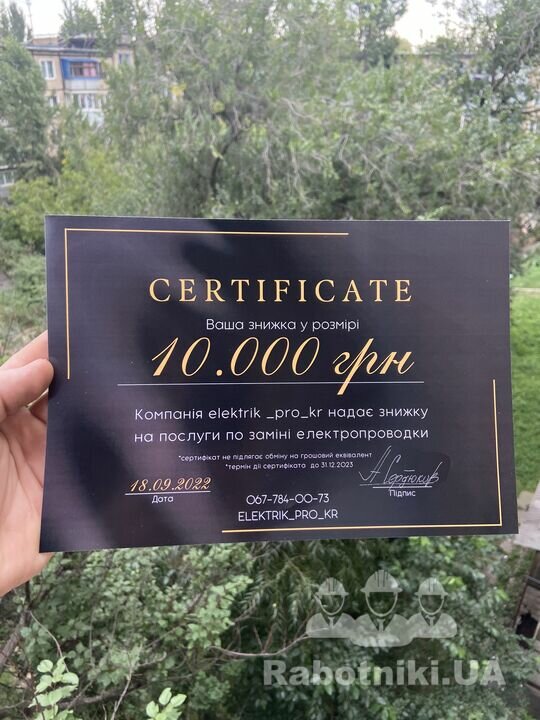 CERTIFICATE
Ваша знижка у розмірі
10.000 грн
Компанія elektrik _pro_kr надає знижку
на послуги по заміні електропроводки
*сертифікат не підлягає обміну на грошовий еквівалент
*термін дії сертифіката до 31.12.2023
18.09.2022
Дата
067-784-00-73
ELEKTRIK_PRO_KR
Підпис
Rabotniki.UA